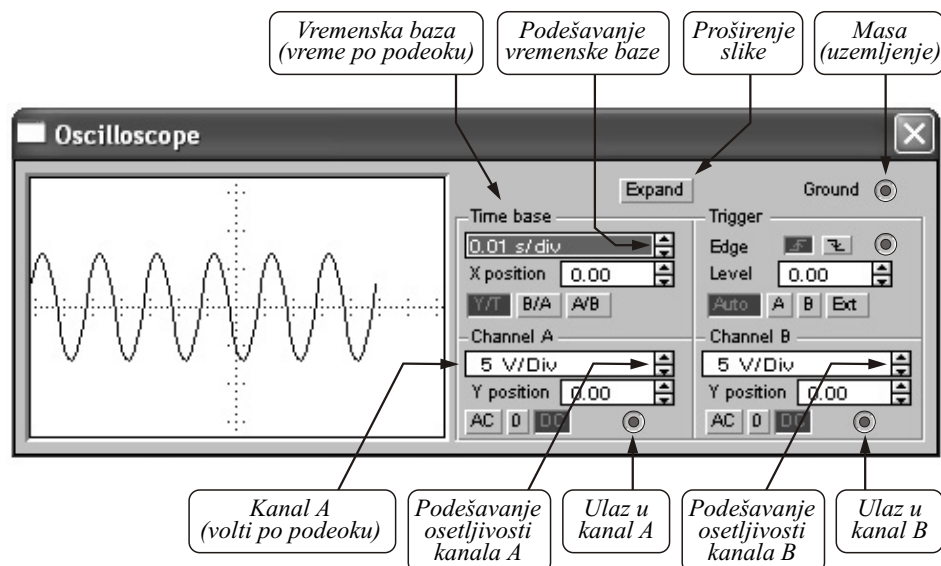 Vremenska baza
(vreme po podeoku)
Podešavanje
vremenske baze
Proširenje
slike
Masa
(uzemljenje)
Oscilloscope
Expand
Ground
Time base
0.01 s/div
X position 0.00
Y/T B/A A/B
Trigger
Edge
Level 0.00
Auto A B Ext
Channel A
5 V/Div
Y position 0.00
AC 0 DC
Channel B
5 V/Div
Y position 0.00
AC 0 DC
Kanal A
(volti po podeoku)
Podešavanje
osetljivosti
kanala A
Ulaz u
kanal A
Podešavanje
osetljivosti
kanala B
Ulaz u
kanal B